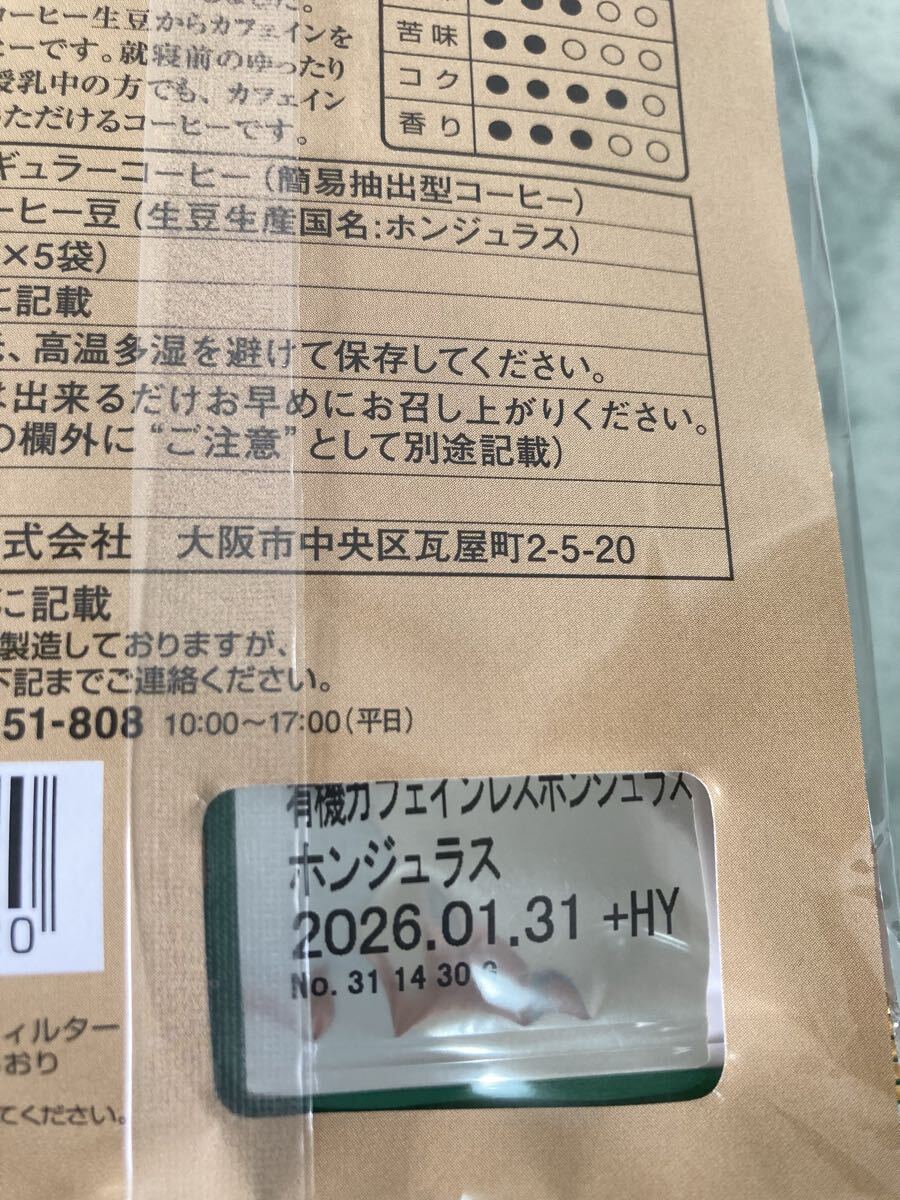 コーヒー生豆からカフェインを
ヒーです。就寝前のゆったり
授乳中の方でも、カフェイン
ただけるコーヒーです。
●●●○○
苦味 ●●○○○
コク ●●●●○
香り ●●●○○
ギュラーコーヒー(簡易抽出型コーヒー)
ーヒー豆(生豆生産国名:ホンジュラス)
×5袋)
に記載
、高温多湿を避けて保存してください。
は出来るだけお早めにお召し上がりください。
の欄外に“ご注意”として別途記載)
式会社 大阪市中央区瓦屋町2-5-20
に記載
製造しておりますが、
下記までご連絡ください。
51-808 10:00〜17:00(平日)
有機カフェインレスホンジュラス
ホンジュラス
2026.01.31 +HY
No. 31 14 30
0
ィルター
おり
てください。